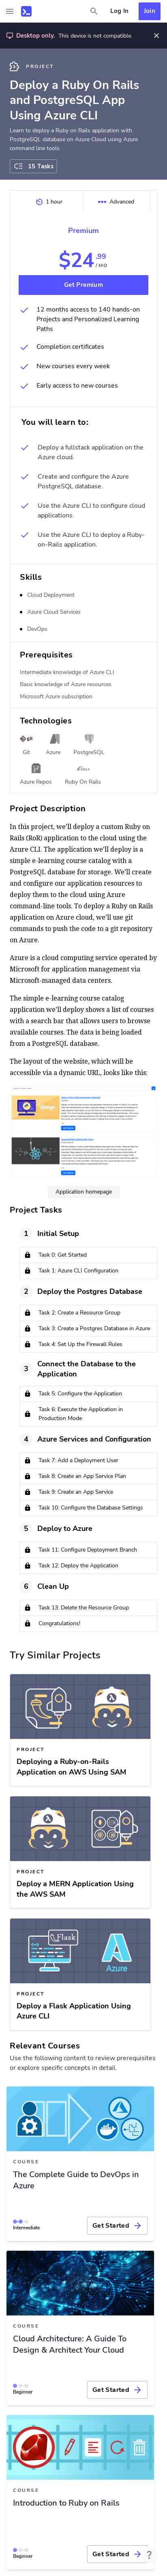 Log In
Join
Desktop only. This device is not compatible.
PROJECT
Deploy a Ruby On Rails
and PostgreSQL App
Using Azure CLI
Learn to deploy a Ruby on Rails application with
PostgreSQL database on Azure Cloud using Azure
command line tools.
15 Tasks
1 hour
Advanced
Premium
$24.99
/MO
Get Premium
12 months access to 140 hands-on
Projects and Personalized Learning
Paths
Completion certificates
New courses every week
Early access to new courses
You will learn to:
Deploy a fullstack application on the
Azure cloud.
Create and configure the Azure
PostgreSQL database.
Use the Azure CLI to configure cloud
applications.
Use the Azure CLI to deploy a Ruby-
on-Rails application.
Skills
Cloud Deployment
Azure Cloud Services
DevOps
Prerequisites
Intermediate knowledge of Azure CLI
Basic knowledge of Azure resources
Microsoft Azure subscription
Technologies
Git
Azure
PostgreSQL
Azure Repos
Ruby On Rails
Project Description
In this project, we'll deploy a custom Ruby on
Rails (RoR) application to the cloud using the
Azure CLI. The application we'll deploy is a
simple e-learning course catalog with a
PostgreSQL database for storage. We'll create
and configure our application resources to
deploy them on the cloud using Azure
command-line tools. To deploy a Ruby on Rails
application on Azure cloud, we'll use git
commands to push the code to a git repository
on Azure.
Azure is a cloud computing service operated by
Microsoft for application management via
Microsoft-managed data centers.
The simple e-learning course catalog
application we'll deploy shows a list of courses
with a search bar that allows users to browse
available courses. The data is being loaded
from a PostgreSQL database.
The layout of the website, which will be
accessible via a dynamic URL, looks like this:
Application homepage
Project Tasks
1 Initial Setup
Task 0: Get Started
Task 1: Azure CLI Configuration
2 Deploy the Postgres Database
Task 2: Create a Resource Group
Task 3: Create a Postgres Database in Azure
Task 4: Set Up the Firewall Rules
3 Connect the Database to the
Application
Task 5: Configure the Application
Task 6: Execute the Application in
Production Mode
4 Azure Services and Configuration
Task 7: Add a Deployment User
Task 8: Create an App Service Plan
Task 9: Create an App Service
Task 10: Configure the Database Settings
5 Deploy to Azure
Task 11: Configure Deployment Branch
Task 12: Deploy the Application
6 Clean Up
Task 13: Delete the Resource Group
Congratulations!
Try Similar Projects
PROJECT
Deploying a Ruby-on-Rails
Application on AWS Using SAM
PROJECT
Deploy a MERN Application Using
the AWS SAM
Flask
Azure
PROJECT
Deploy a Flask Application Using
Azure CLI
Relevant Courses
Use the following content to review prerequisites
or explore specific concepts in detail.
COURSE
The Complete Guide to DevOps in
Azure
Intermediate
Get Started
COURSE
Cloud Architecture: A Guide To
Design & Architect Your Cloud
Beginner
Get Started
COURSE
Introduction to Ruby on Rails
Beginner
Get Started
?